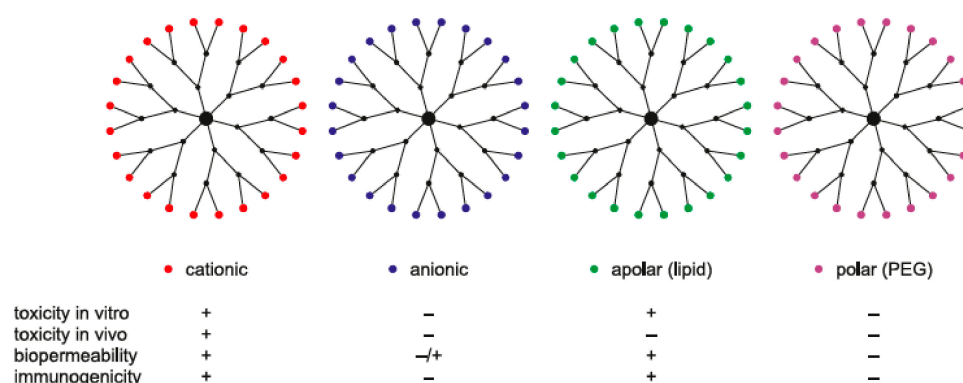 cationic anionic apolar (lipid) polar (PEG)
toxicity in vitro + – + –
toxicity in vivo + – – –
biopermeability + –/+ + –
immunogenicity + – + –